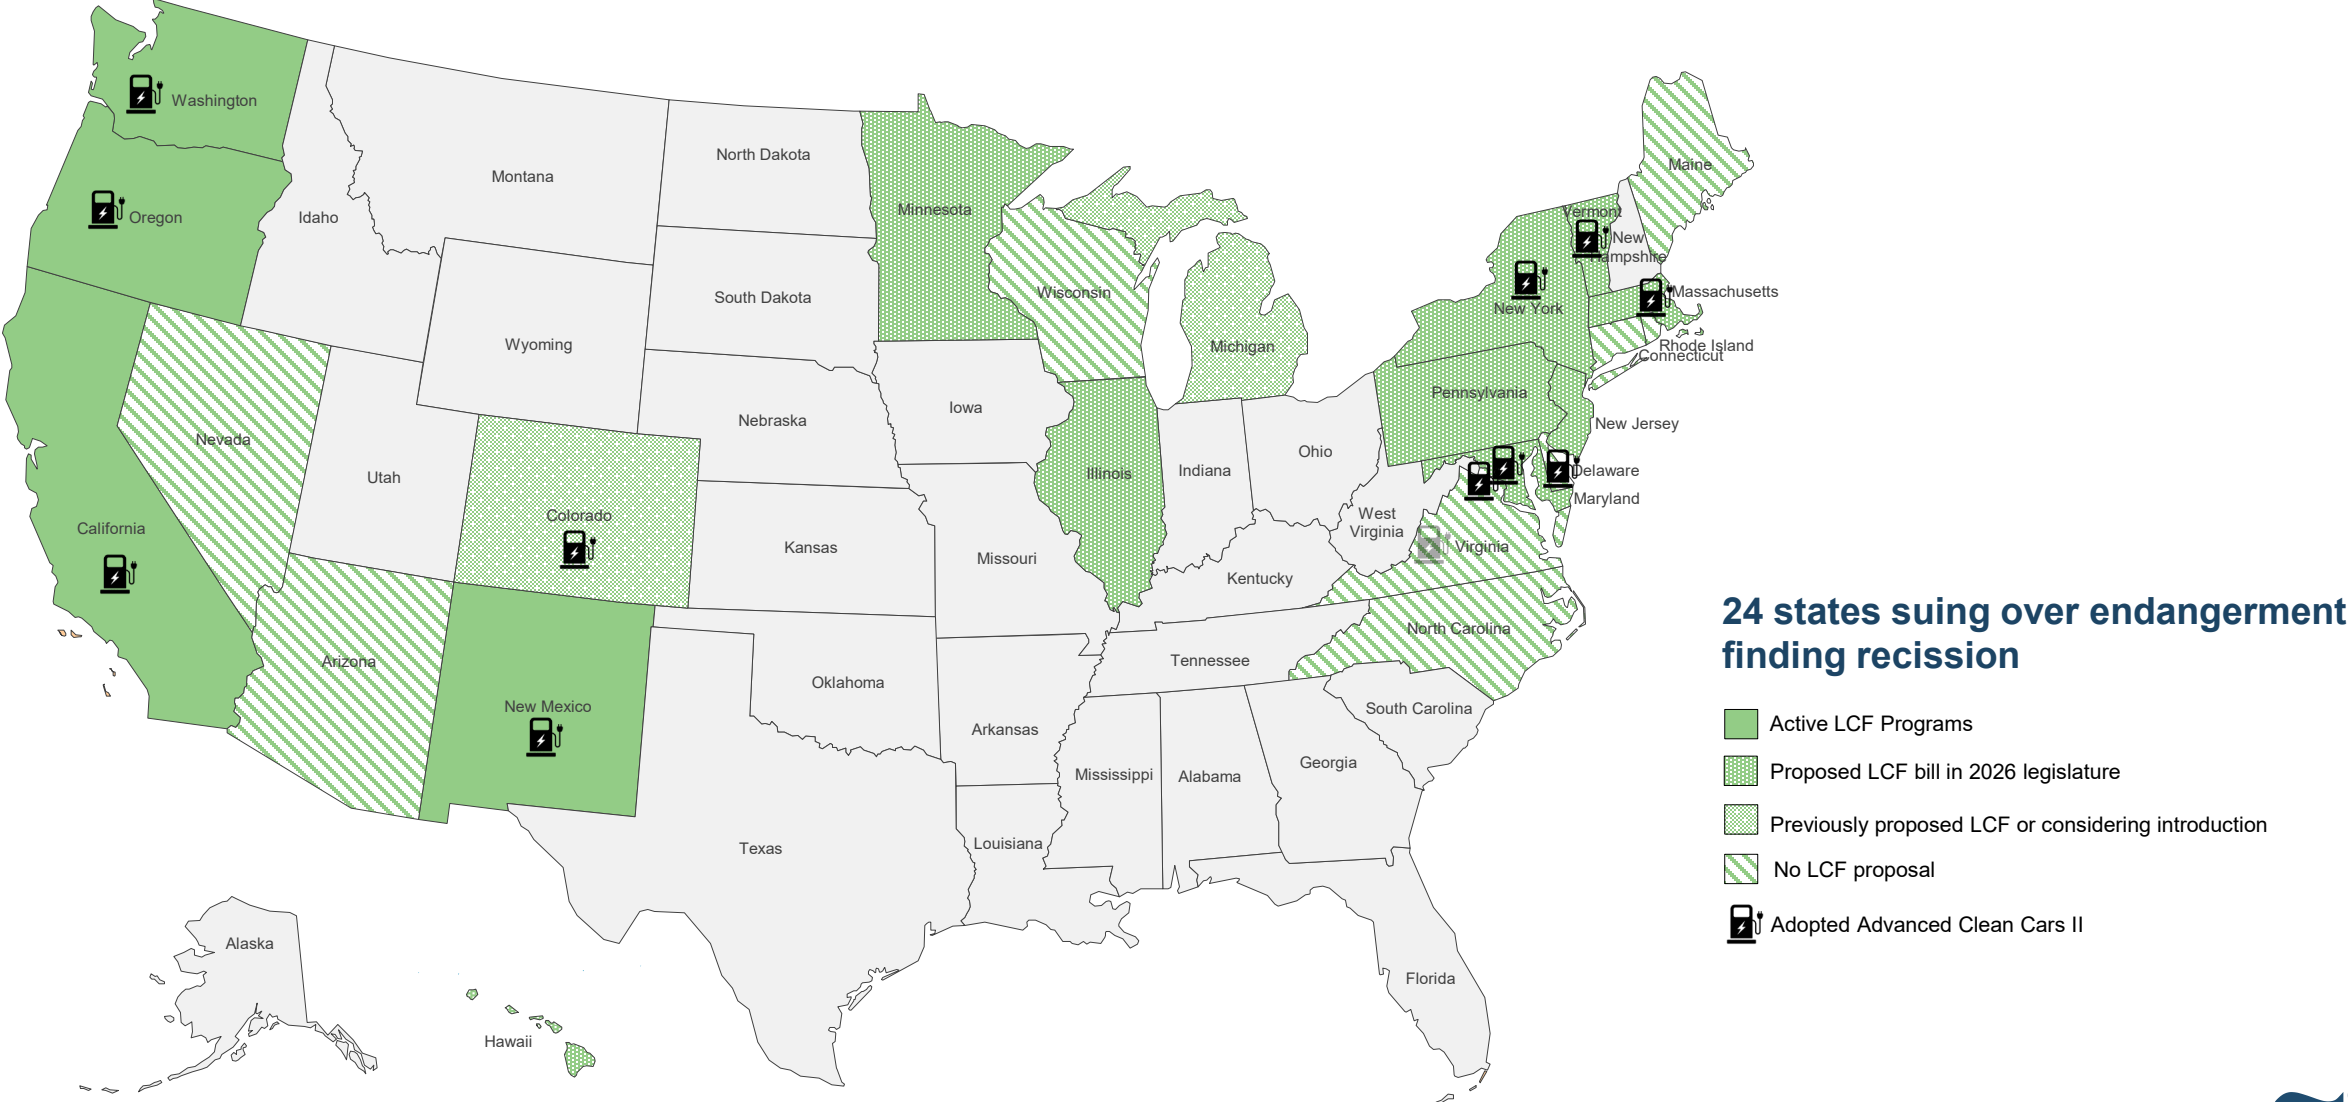 Washington
Oregon
Idaho
Montana
North Dakota
Minnesota
South Dakota
Wyoming
Wisconsin
Michigan
Maine
Vermont
New
Hampshire
Massachusetts
New York
Rhode Island
Connecticut
Pennsylvania
New Jersey
Delaware
Maryland
Nevada
Utah
Colorado
California
Nebraska
Iowa
Illinois
Indiana
Ohio
West
Virginia
Virginia
Kansas
Missouri
Kentucky
North Carolina
Tennessee
Arizona
New Mexico
Oklahoma
Arkansas
South Carolina
Mississippi
Alabama
Georgia
Texas
Louisiana
Florida
Alaska
Hawaii
24 states suing over endangerment
finding recission
Active LCF Programs
Proposed LCF bill in 2026 legislature
Previously proposed LCF or considering introduction
No LCF proposal
Adopted Advanced Clean Cars II